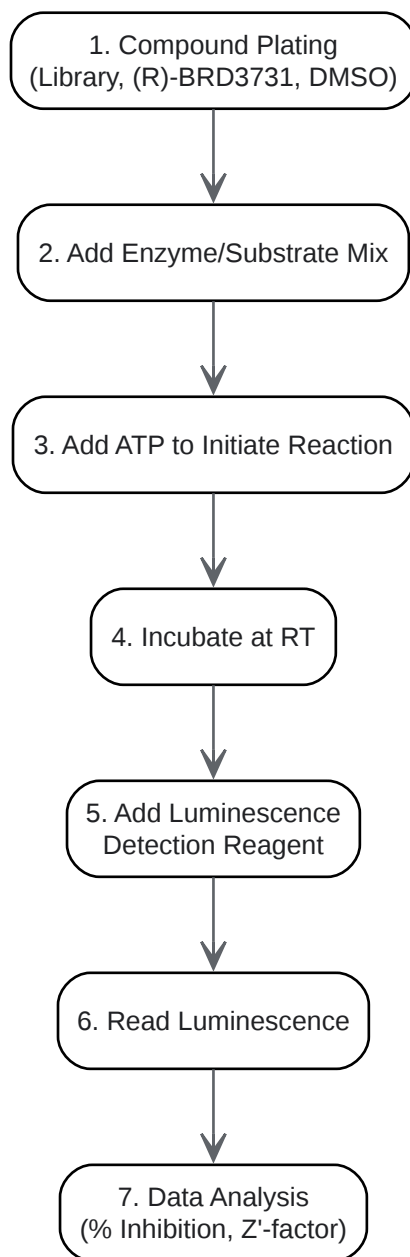 1. Compound Plating
(Library, (R)-BRD3731, DMSO)
2. Add Enzyme/Substrate Mix
3. Add ATP to Initiate Reaction
4. Incubate at RT
5. Add Luminescence
Detection Reagent
6. Read Luminescence
7. Data Analysis
(% Inhibition, Z'-factor)